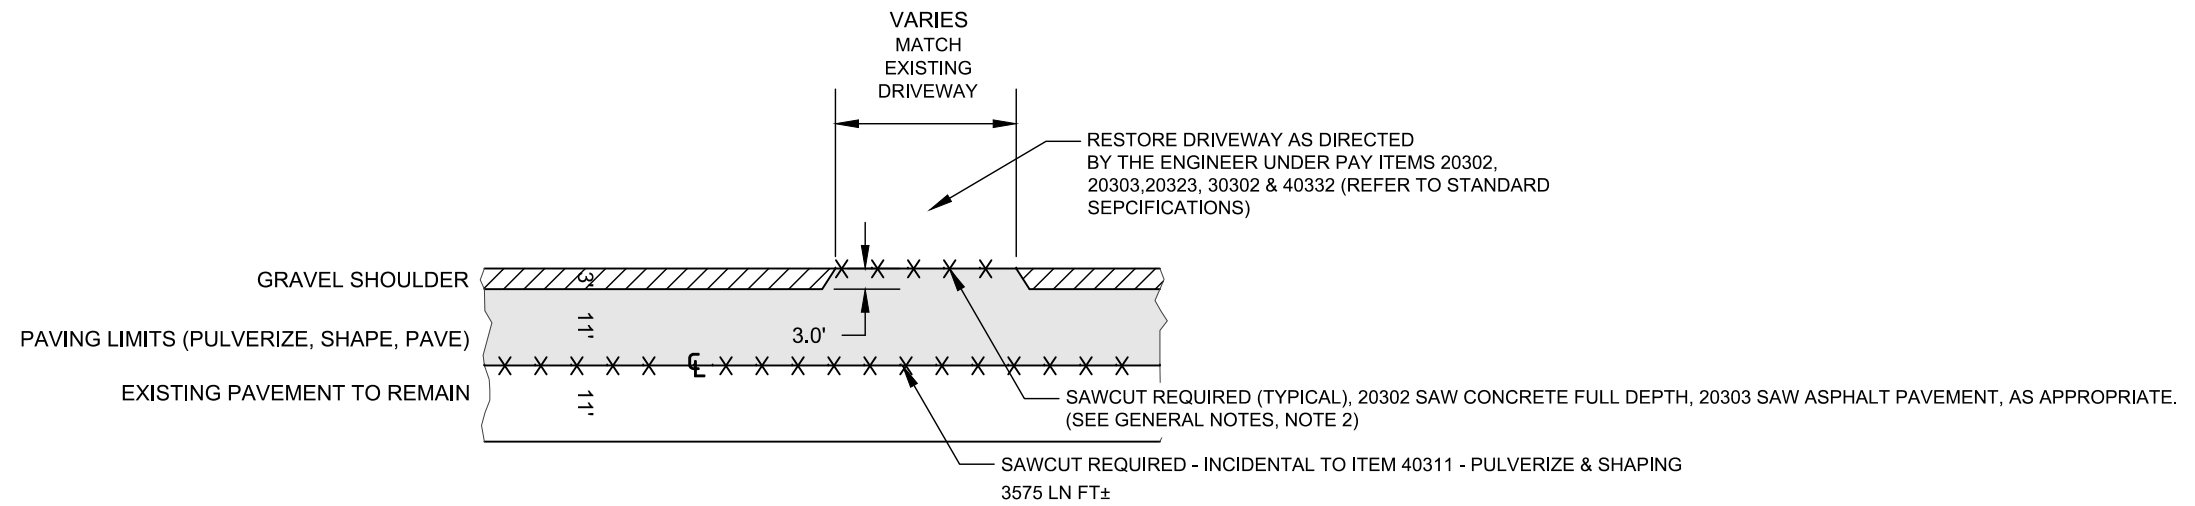 VARIES
MATCH
EXISTING
DRIVEWAY
RESTORE DRIVEWAY AS DIRECTED
BY THE ENGINEER UNDER PAY ITEMS 20302,
20303,20323, 30302 & 40332 (REFER TO STANDARD
SEPCIFICATIONS)
GRAVEL SHOULDER
3'
PAVING LIMITS (PULVERIZE, SHAPE, PAVE)
11'
3.0'
CL
EXISTING PAVEMENT TO REMAIN
11'
SAWCUT REQUIRED (TYPICAL), 20302 SAW CONCRETE FULL DEPTH, 20303 SAW ASPHALT PAVEMENT, AS APPROPRIATE.
(SEE GENERAL NOTES, NOTE 2)
SAWCUT REQUIRED - INCIDENTAL TO ITEM 40311 - PULVERIZE & SHAPING
3575 LN FT±